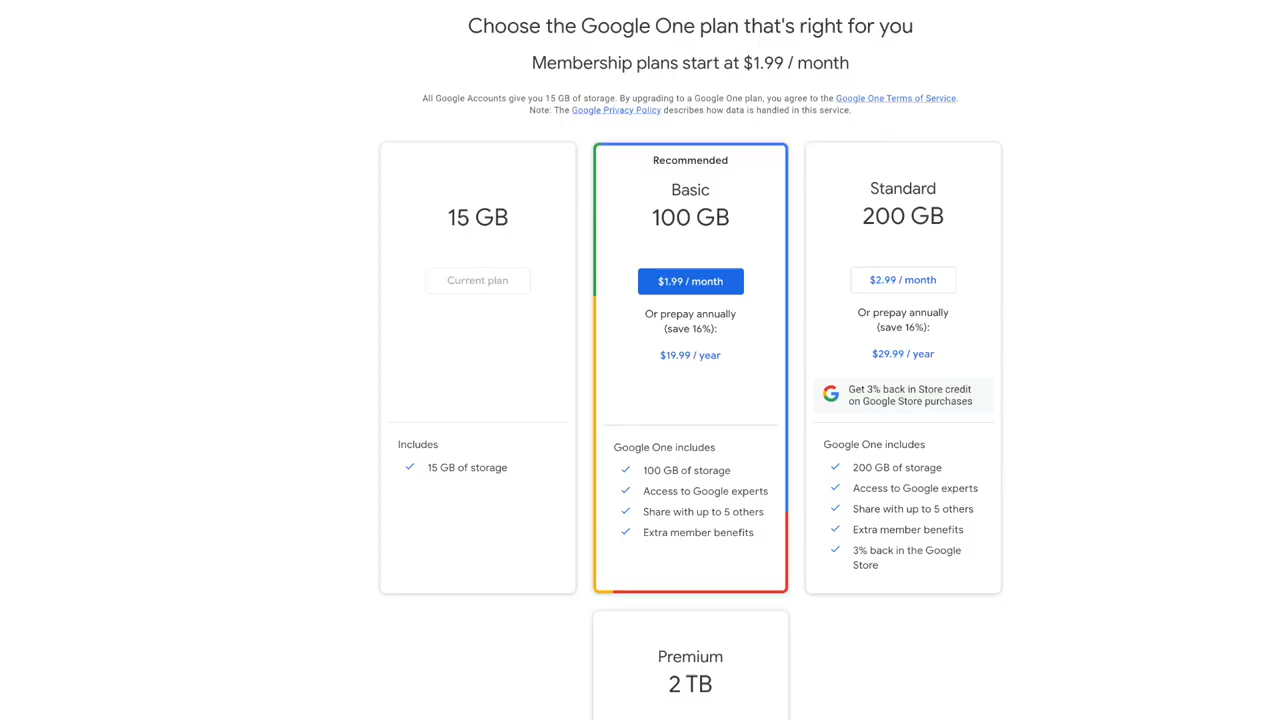 Choose the Google One plan that's right for you
Membership plans start at $1.99 / month
All Google Accounts give you 15 GB of storage. By upgrading to a Google One plan, you agree to the Google One Terms of Service.
Note: The Google Privacy Policy describes how data is handled in this service.
15 GB
Current plan
Includes
15 GB of storage
Recommended
Basic
100 GB
$1.99 / month
Or prepay annually
(save 16%):
$19.99 / year
Google One includes
100 GB of storage
Access to Google experts
Share with up to 5 others
Extra member benefits
Standard
200 GB
$2.99 / month
Or prepay annually
(save 16%):
$29.99 / year
Get 3% back in Store credit
on Google Store purchases
Google One includes
200 GB of storage
Access to Google experts
Share with up to 5 others
Extra member benefits
3% back in the Google
Store
Premium
2 TB